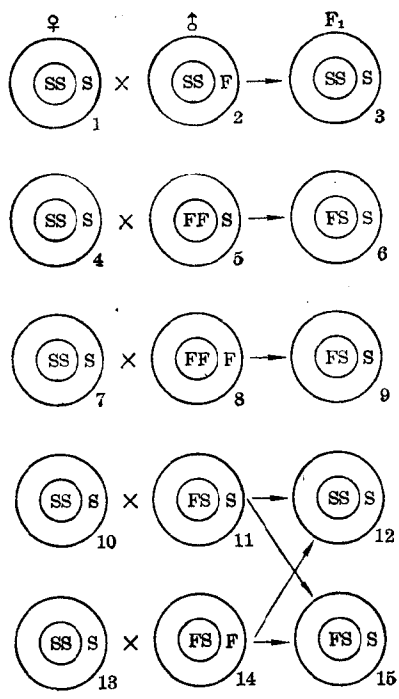 ♀ ♂ F₁
SS S × SS F → SS S
1 2 3
SS S × FF S → FS S
4 5 6
SS S × FF F → FS S
7 8 9
SS S × FS S → SS S
10 11 12
SS S × FS F → FS S
13 14 15